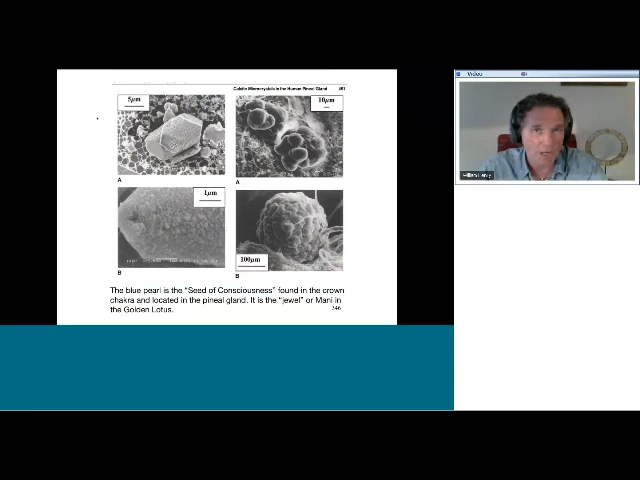 Calcite Microcrystals in the Human Pineal Gland 491
5µm
10µm
A
A
1µm
100µm
B
B
The blue pearl is the “Seed of Consciousness” found in the crown
chakra and located in the pineal gland. It is the “jewel” or Mani in
the Golden Lotus.
346
Video